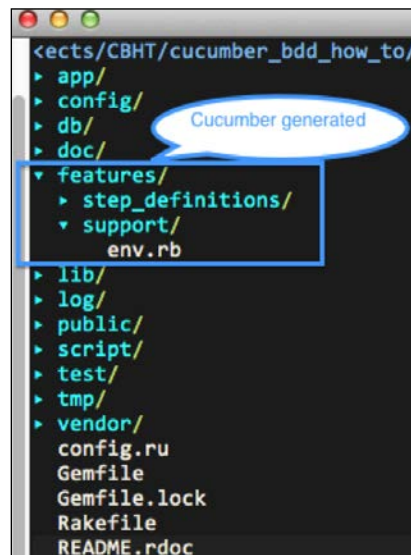 <ects/CBHT/cucumber_bdd_how_to/
▸ app/
▸ config/
▸ db/
▸ doc/
Cucumber generated
▾ features/
▸ step_definitions/
▾ support/
env.rb
▸ lib/
▸ log/
▸ public/
▸ script/
▸ test/
▸ tmp/
▸ vendor/
config.ru
Gemfile
Gemfile.lock
Rakefile
README.rdoc